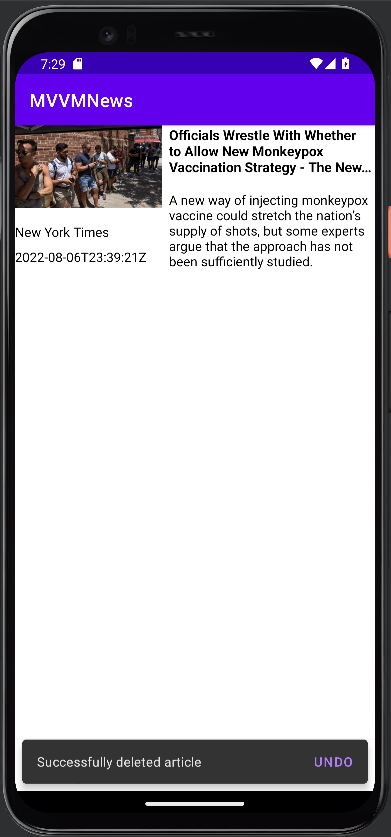 7:29
MVVMNews
Officials Wrestle With Whether
to Allow New Monkeypox
Vaccination Strategy - The New...
A new way of injecting monkeypox
vaccine could stretch the nation's
supply of shots, but some experts
argue that the approach has not
been sufficiently studied.
New York Times
2022-08-06T23:39:21Z
Successfully deleted article
UNDO